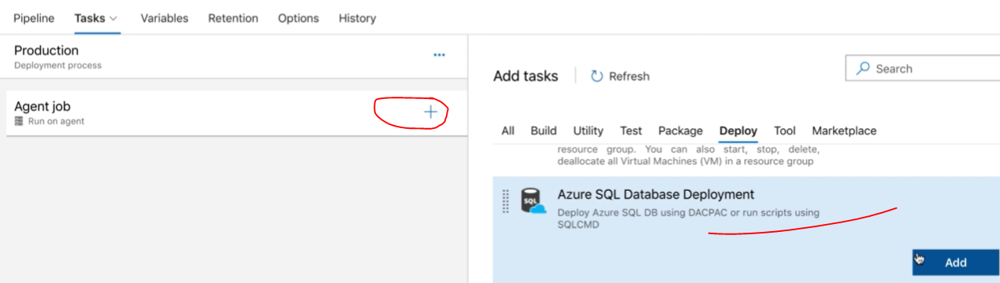 Pipeline Tasks Variables Retention Options History
Production
Deployment process
Agent job
Run on agent
Add tasks Refresh Search
All Build Utility Test Package Deploy Tool Marketplace
resource group. You can also start, stop, delete,
deallocate all Virtual Machines (VM) in a resource group
SQL
Azure SQL Database Deployment
Deploy Azure SQL DB using DACPAC or run scripts using
SQLCMD
Add